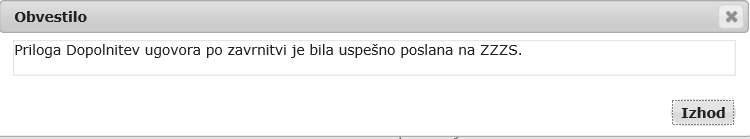 Obvestilo
Priloga Dopolnitev ugovora po zavrnitvi je bila uspešno poslana na ZZZS.
Izhod